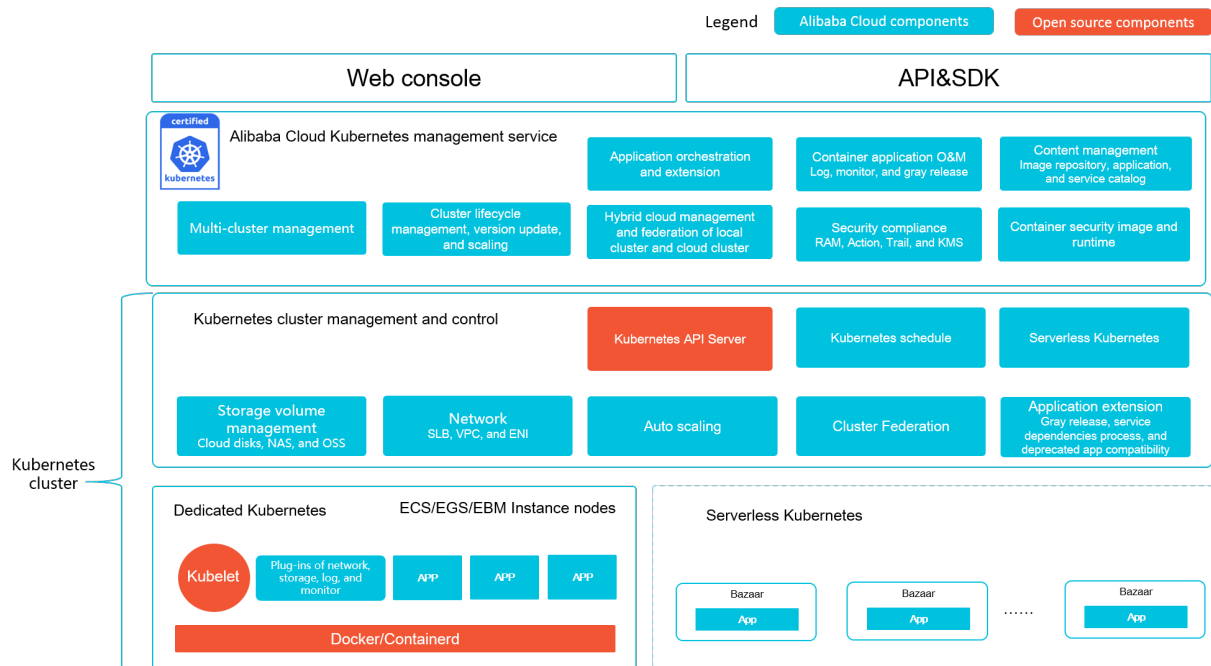 Legend
Alibaba Cloud components
Open source components
Web console
API&SDK
certified
kubernetes
Alibaba Cloud Kubernetes management service
Application orchestration
and extension
Container application O&M
Log, monitor, and gray release
Content management
Image repository, application,
and service catalog
Multi-cluster management
Cluster lifecycle
management, version update,
and scaling
Hybrid cloud management
and federation of local
cluster and cloud cluster
Security compliance
RAM, Action, Trail, and KMS
Container security image and
runtime
Kubernetes cluster management and control
Kubernetes API Server
Kubernetes schedule
Serverless Kubernetes
Storage volume
management
Cloud disks, NAS, and OSS
Network
SLB, VPC, and ENI
Auto scaling
Cluster Federation
Application extension
Gray release, service
dependencies process, and
deprecated app compatibility
Kubernetes
cluster
Dedicated Kubernetes
ECS/EGS/EBM Instance nodes
Kubelet
Plug-ins of network,
storage, log, and
monitor
APP
APP
APP
Docker/Containerd
Serverless Kubernetes
Bazaar
App
Bazaar
App
......
Bazaar
App